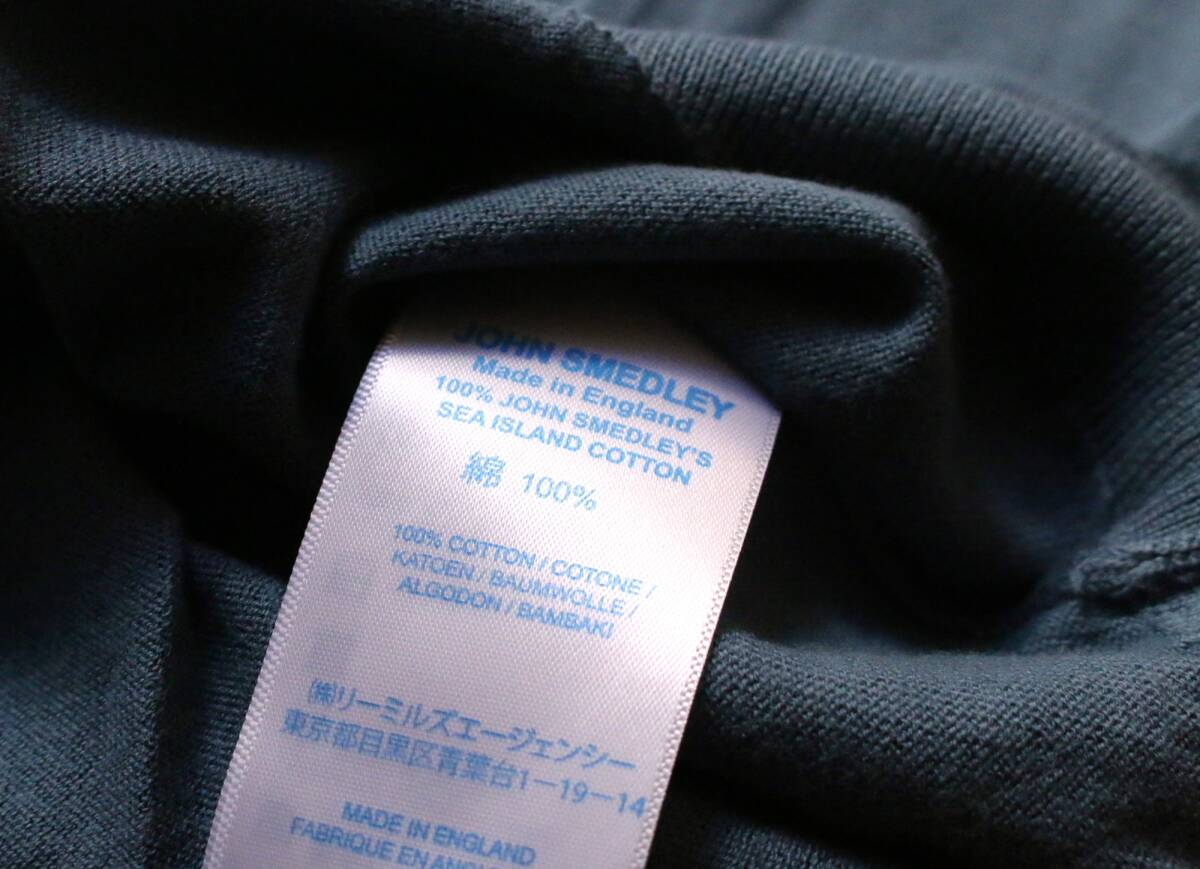 JOHN SMEDLEY
Made in England
100% JOHN SMEDLEY'S
SEA ISLAND COTTON
綿 100%
100% COTTON / COTONE /
KATOEN / BAUMWOLLE /
ALGODON / BAMBAKI
㈱リーミルズエージェンシー
東京都目黒区青葉台1-19-14
MADE IN ENGLAND
FABRIQUE EN